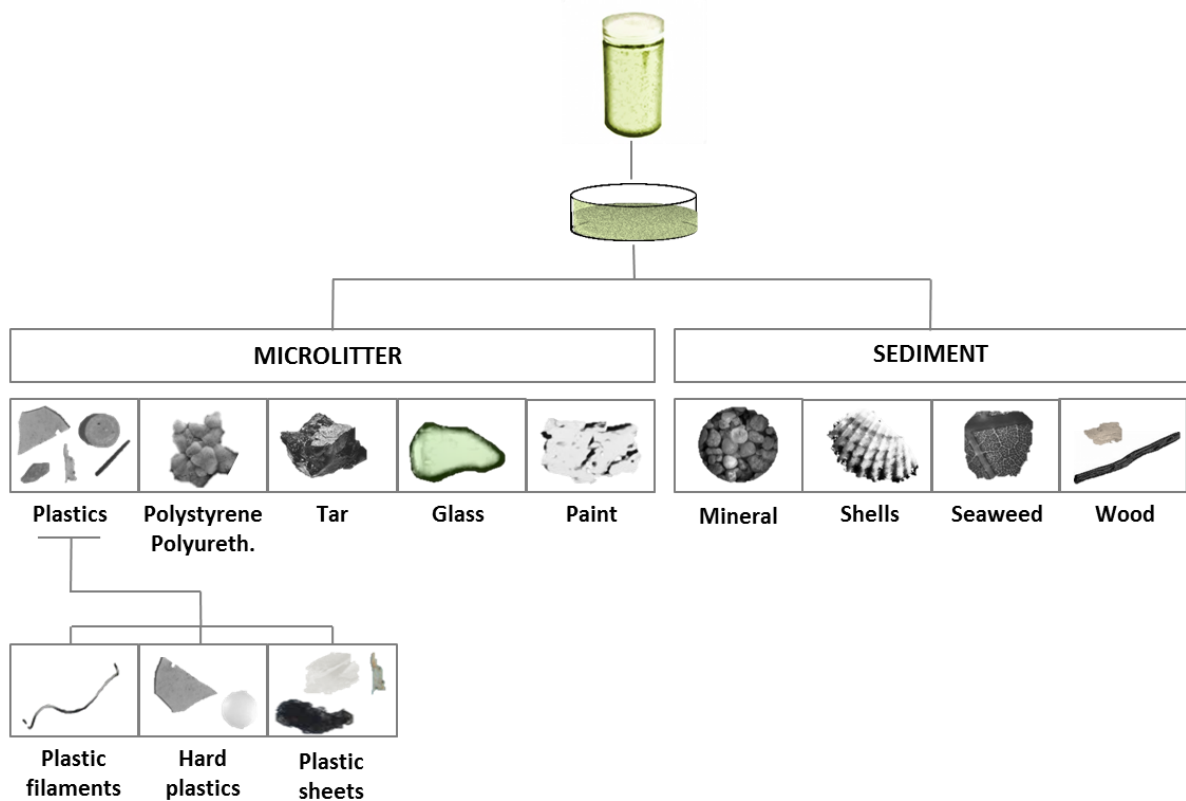 MICROLITTER
SEDIMENT
Plastics
Polystyrene
Polyureth.
Tar
Glass
Paint
Mineral
Shells
Seaweed
Wood
Plastic
filaments
Hard
plastics
Plastic
sheets